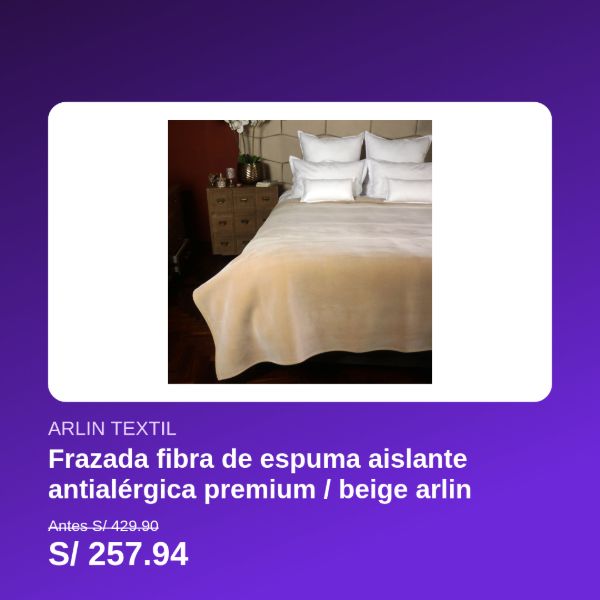 ARLIN TEXTIL
Frazada fibra de espuma aislante
antialérgica premium / beige arlin
Antes S/ 429.90
S/ 257.94